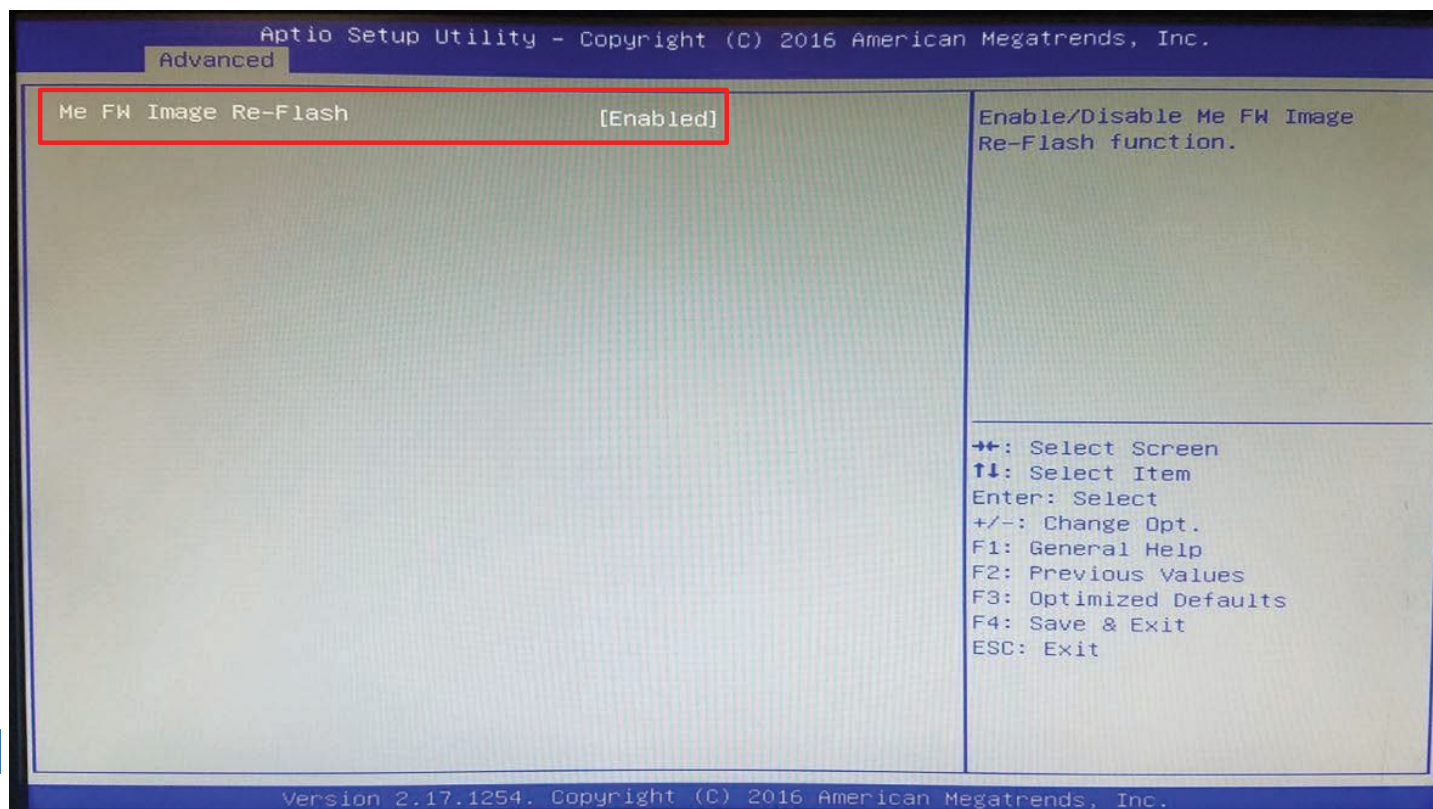 Aptio Setup Utility - Copyright (C) 2016 American Megatrends, Inc.
Advanced
Me FW Image Re-Flash [Enabled]
Enable/Disable Me FW Image
Re-Flash function.
→←: Select Screen
↑↓: Select Item
Enter: Select
+/-: Change Opt.
F1: General Help
F2: Previous Values
F3: Optimized Defaults
F4: Save & Exit
ESC: Exit
Version 2.17.1254. Copyright (C) 2016 American Megatrends, Inc.